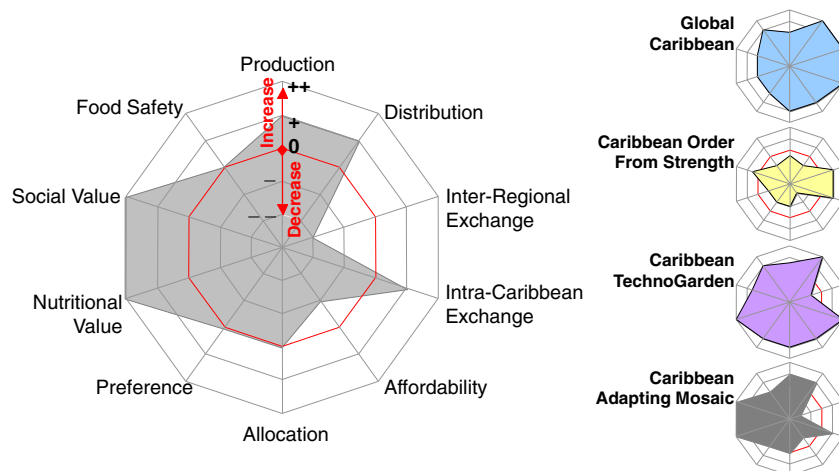 Production
++
Increase
+
0
–
Decrease
– –
Distribution
Inter-Regional
Exchange
Intra-Caribbean
Exchange
Affordability
Allocation
Preference
Nutritional
Value
Social Value
Food Safety
Global
Caribbean
Caribbean Order
From Strength
Caribbean
TechnoGarden
Caribbean
Adapting Mosaic